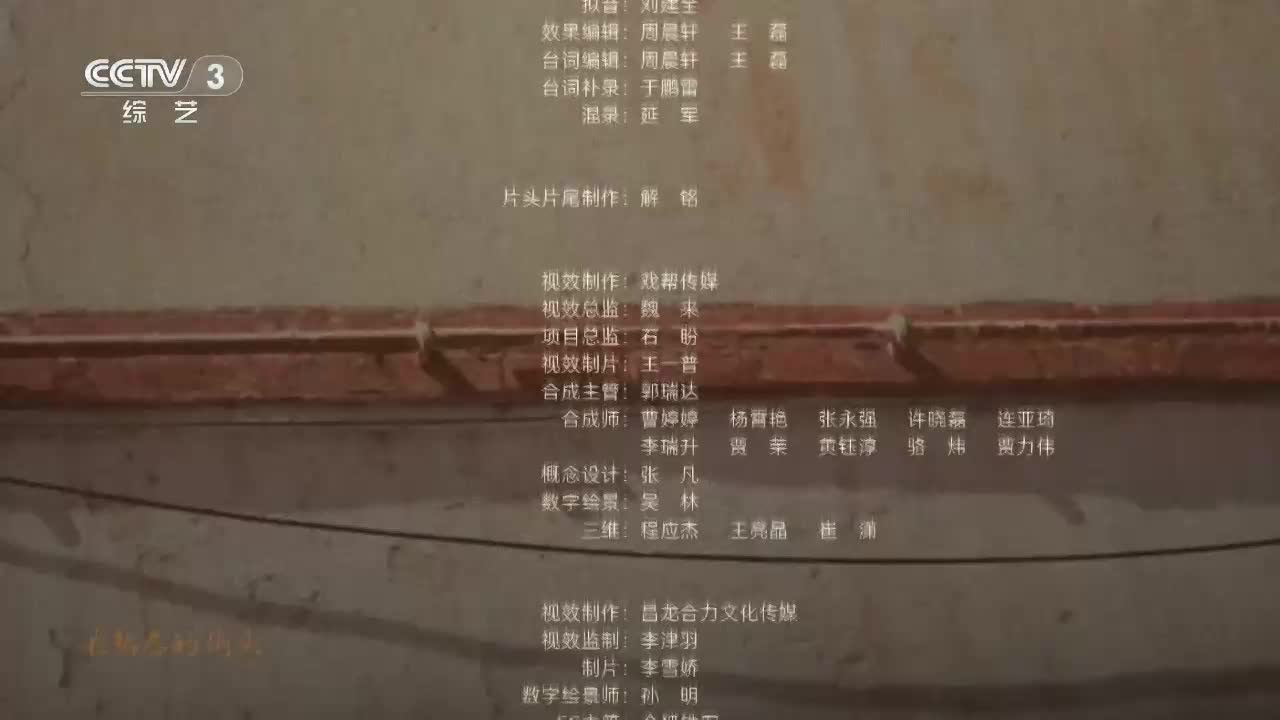 拟音：刘建全
效果编辑：周晨轩 王 磊
台词编辑：周晨轩 王 磊
台词补录：于鹏雷
混录：延 军
CCTV 3
综 艺
片头片尾制作：解 铭
视效制作：戏帮传媒
视效总监：魏 来
项目总监：石 盼
视效制片：王一普
合成主管：郭瑞达
合成师：曹婷婷 杨霄艳 张永强 许晓磊 连亚琦
李瑞升 贾 莱 黄钰淳 骆 炜 贾力伟
概念设计：张 凡
数字绘景：吴 林
三维：程应杰 王亮晶 崔 潇
视效制作：昌龙合力文化传媒
视效监制：李津羽
制片：李雪娇
数字绘景师：孙 明